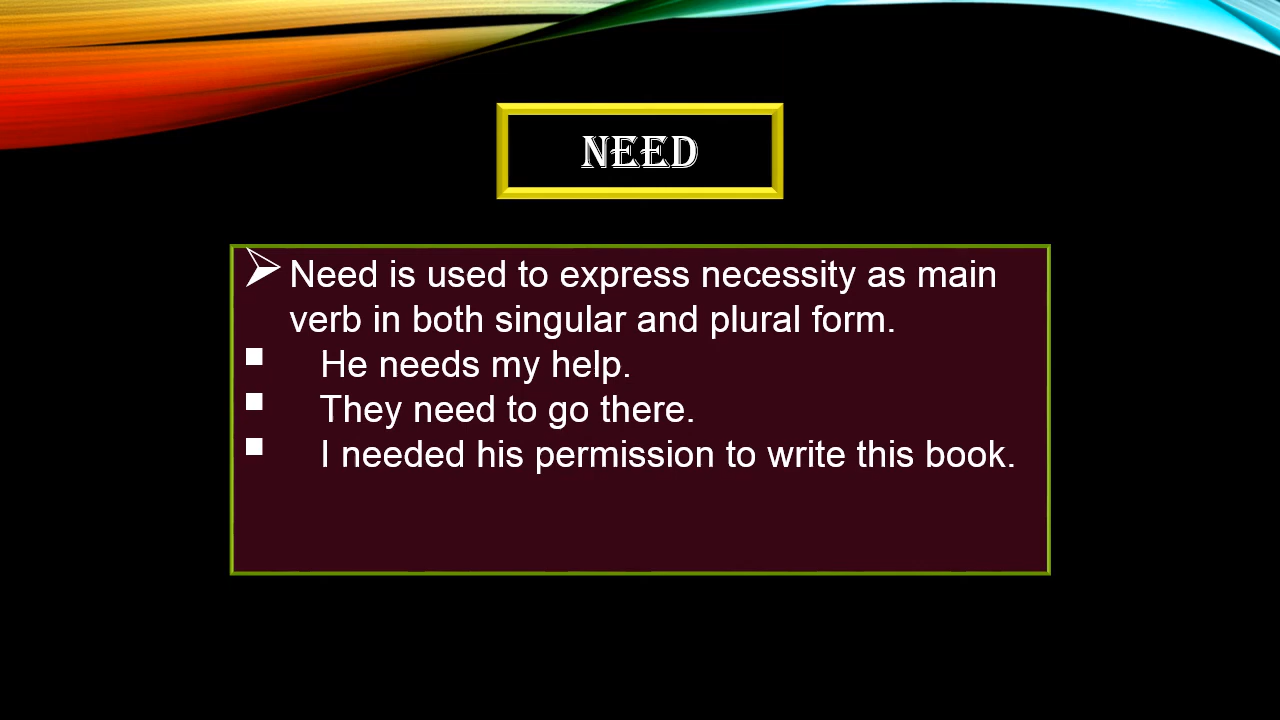 NEED
Need is used to express necessity as main
verb in both singular and plural form.
He needs my help.
They need to go there.
I needed his permission to write this book.